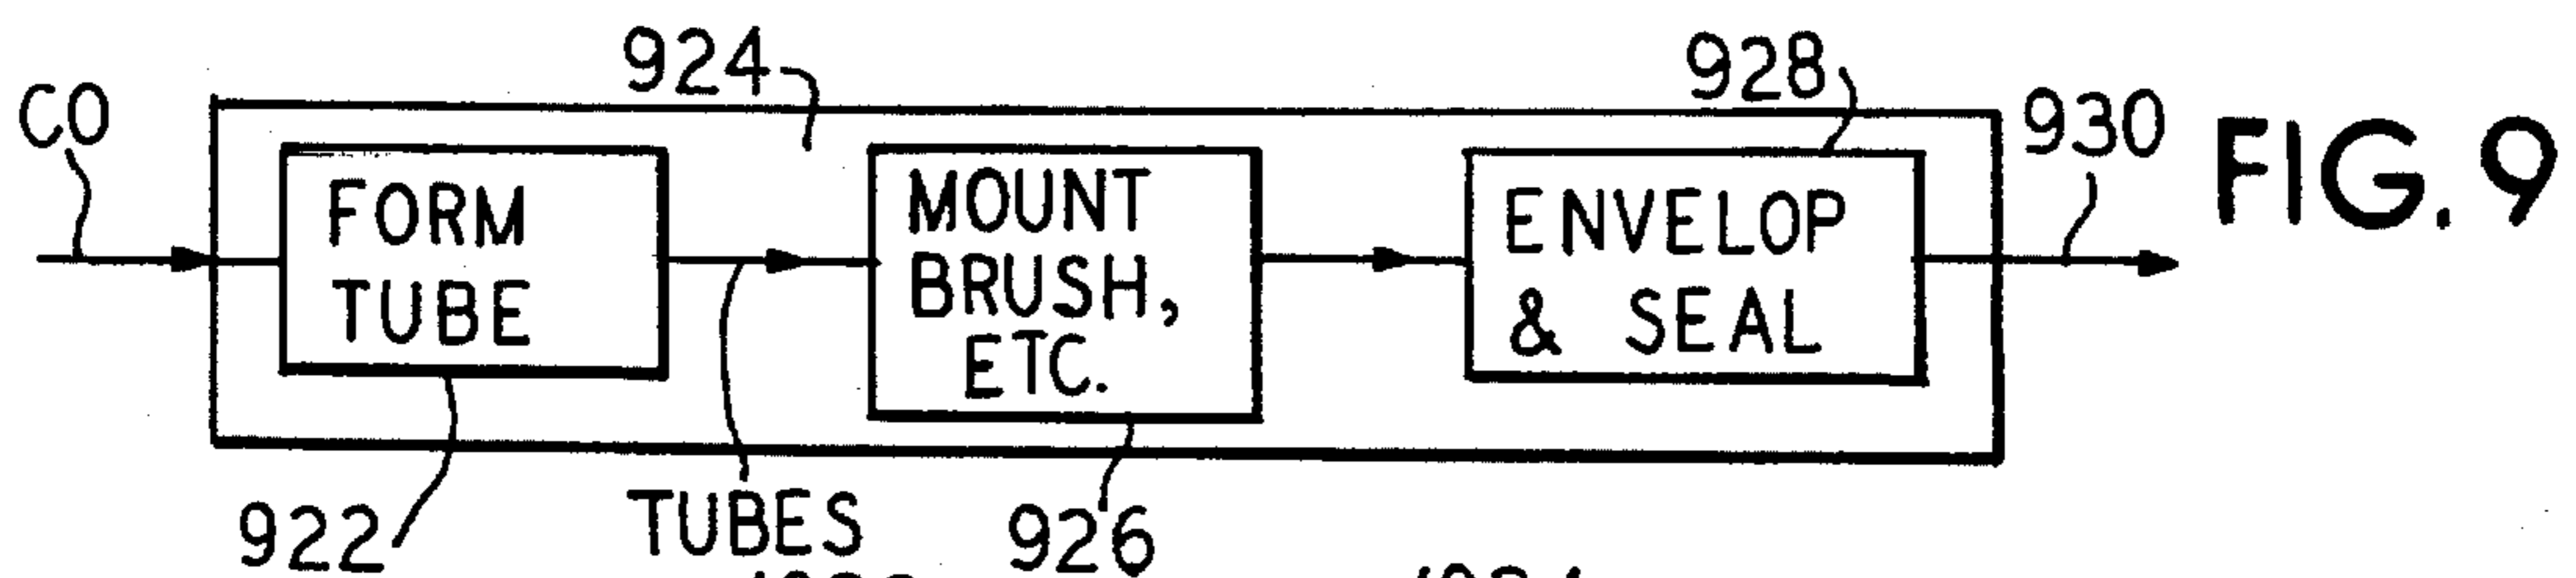 924
928
CO
930
FIG. 9
FORM
TUBE
MOUNT
BRUSH,
ETC.
ENVELOP
& SEAL
922
TUBES
926